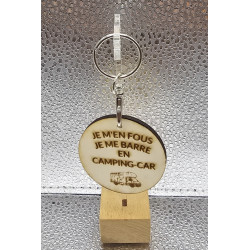 JE M'EN FOUS
JE ME BARRE
EN
CAMPING-CAR